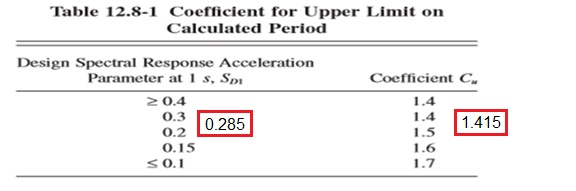 Table 12.8-1 Coefficient for Upper Limit on
Calculated Period
Design Spectral Response Acceleration
Parameter at 1 s, S_D1 Coefficient C_u
≥ 0.4 1.4
0.3 1.4
0.285 1.415
0.2 1.5
0.15 1.6
≤ 0.1 1.7